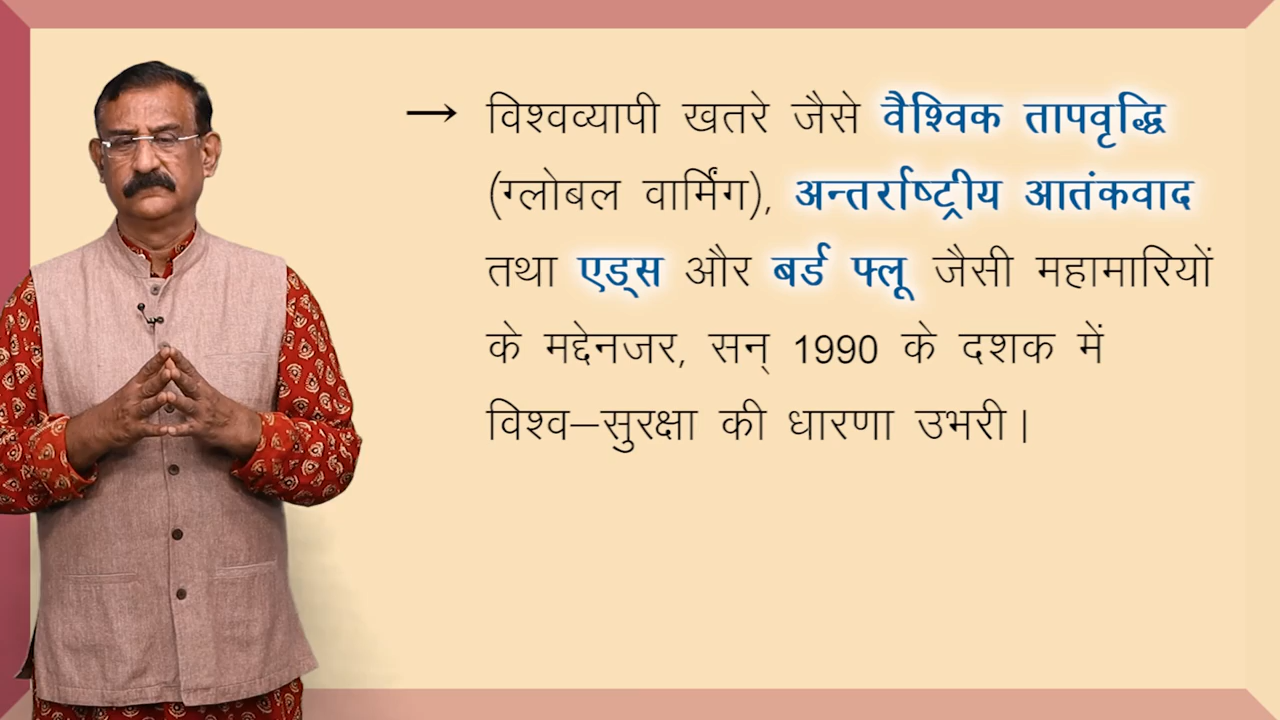 → विश्वव्यापी खतरे जैसे वैश्विक तापवृद्धि
(ग्लोबल वार्मिंग), अन्तर्राष्ट्रीय आतंकवाद
तथा एड्स और बर्ड फ्लू जैसी महामारियों
के मद्देनजर, सन् 1990 के दशक में
विश्व–सुरक्षा की धारणा उभरी।